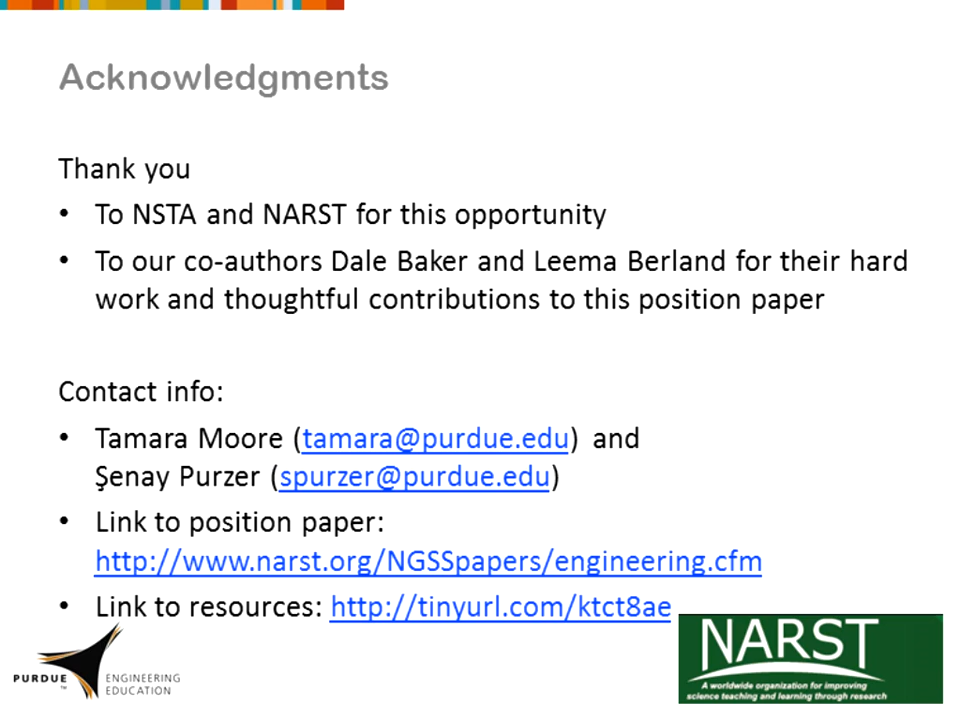 Acknowledgments
Thank you
• To NSTA and NARST for this opportunity
• To our co-authors Dale Baker and Leema Berland for their hard
work and thoughtful contributions to this position paper
Contact info:
• Tamara Moore (tamara@purdue.edu) and
Şenay Purzer (spurzer@purdue.edu)
• Link to position paper:
http://www.narst.org/NGSSpapers/engineering.cfm
• Link to resources: http://tinyurl.com/ktct8ae
PURDUE ™
ENGINEERING
EDUCATION
NARST
A worldwide organization for improving
science teaching and learning through research